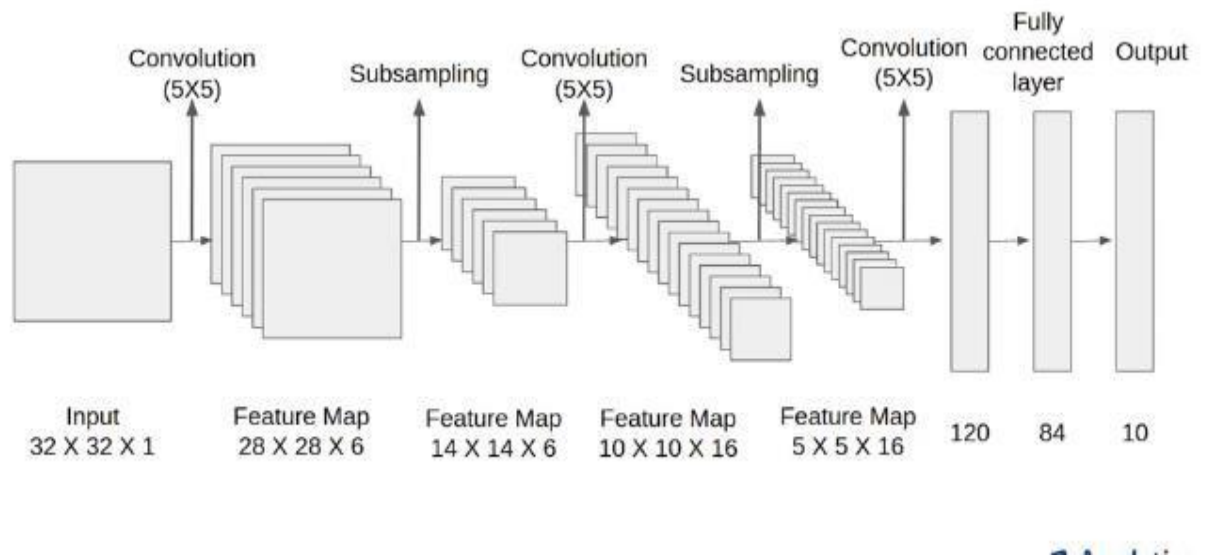 Convolution
(5X5)
Subsampling
Convolution
(5X5)
Subsampling
Convolution
(5X5)
Fully
connected
layer
Output
Input
32 X 32 X 1
Feature Map
28 X 28 X 6
Feature Map
14 X 14 X 6
Feature Map
10 X 10 X 16
Feature Map
5 X 5 X 16
120
84
10